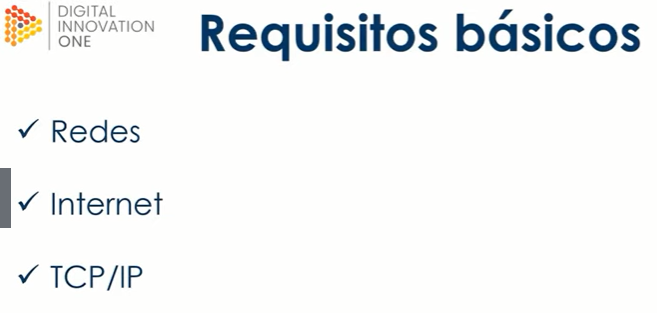 DIGITAL
INNOVATION
ONE
Requisitos básicos
✓ Redes
✓ Internet
✓ TCP/IP